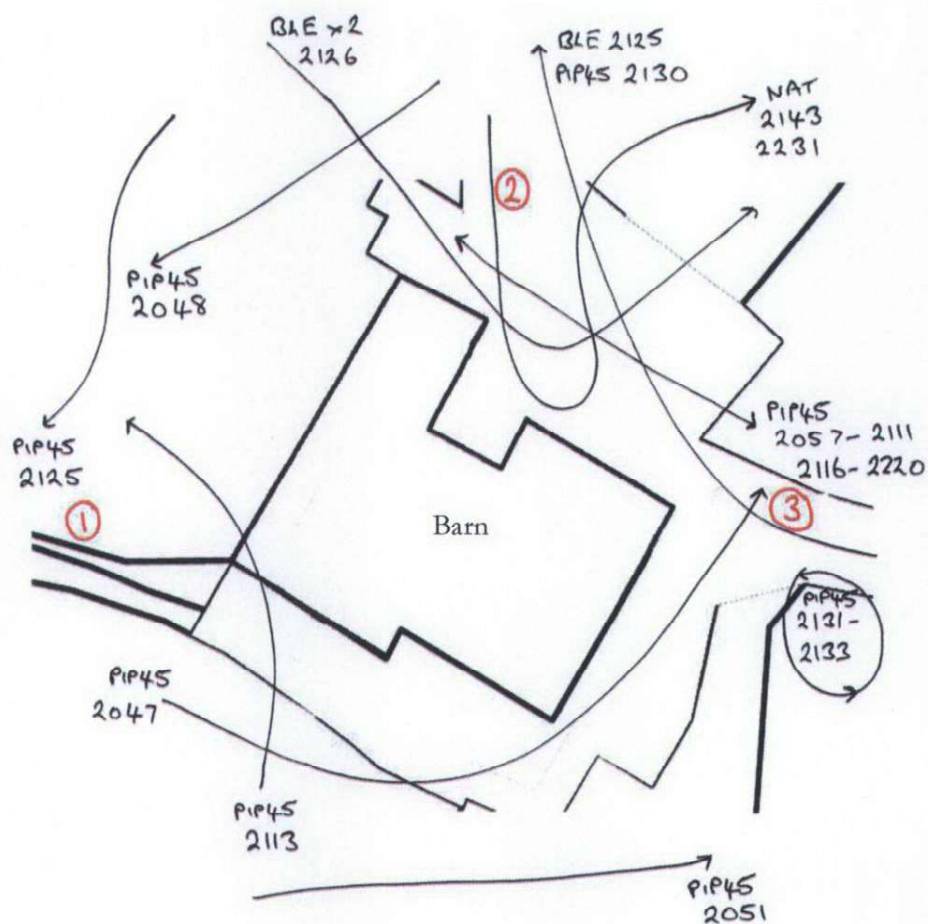 BLE x2
2126
BLE 2125
PIP45 2130
NAT
2143
2231
②
PIP45
2048
PIP45
2125
PIP45
2057-2111
2116-2220
①
Barn
③
PIP45
2131-
2133
PIP45
2047
PIP45
2113
PIP45
2051